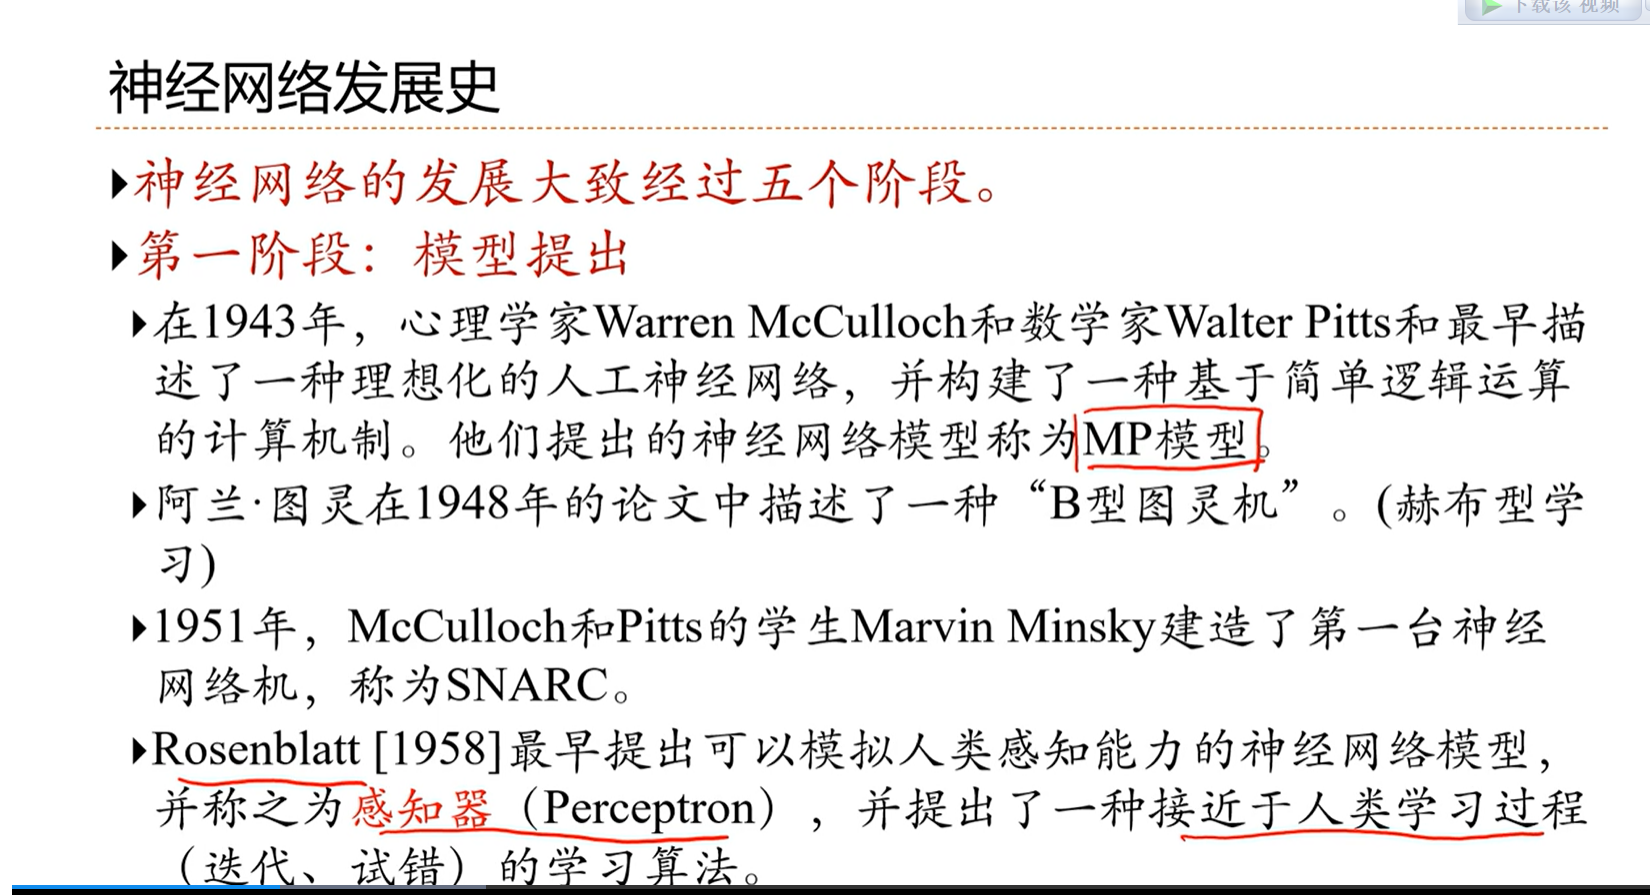 下载该 视频
神经网络发展史
神经网络的发展大致经过五个阶段。
第一阶段：模型提出
在1943年，心理学家Warren McCulloch和数学家Walter Pitts和最早描
述了一种理想化的人工神经网络，并构建了一种基于简单逻辑运算
的计算机制。他们提出的神经网络模型称为MP模型。
阿兰·图灵在1948年的论文中描述了一种“B型图灵机”。(赫布型学
习)
1951年，McCulloch和Pitts的学生Marvin Minsky建造了第一台神经
网络机，称为SNARC。
Rosenblatt [1958]最早提出可以模拟人类感知能力的神经网络模型，
并称之为感知器（Perceptron），并提出了一种接近于人类学习过程
（迭代、试错）的学习算法。